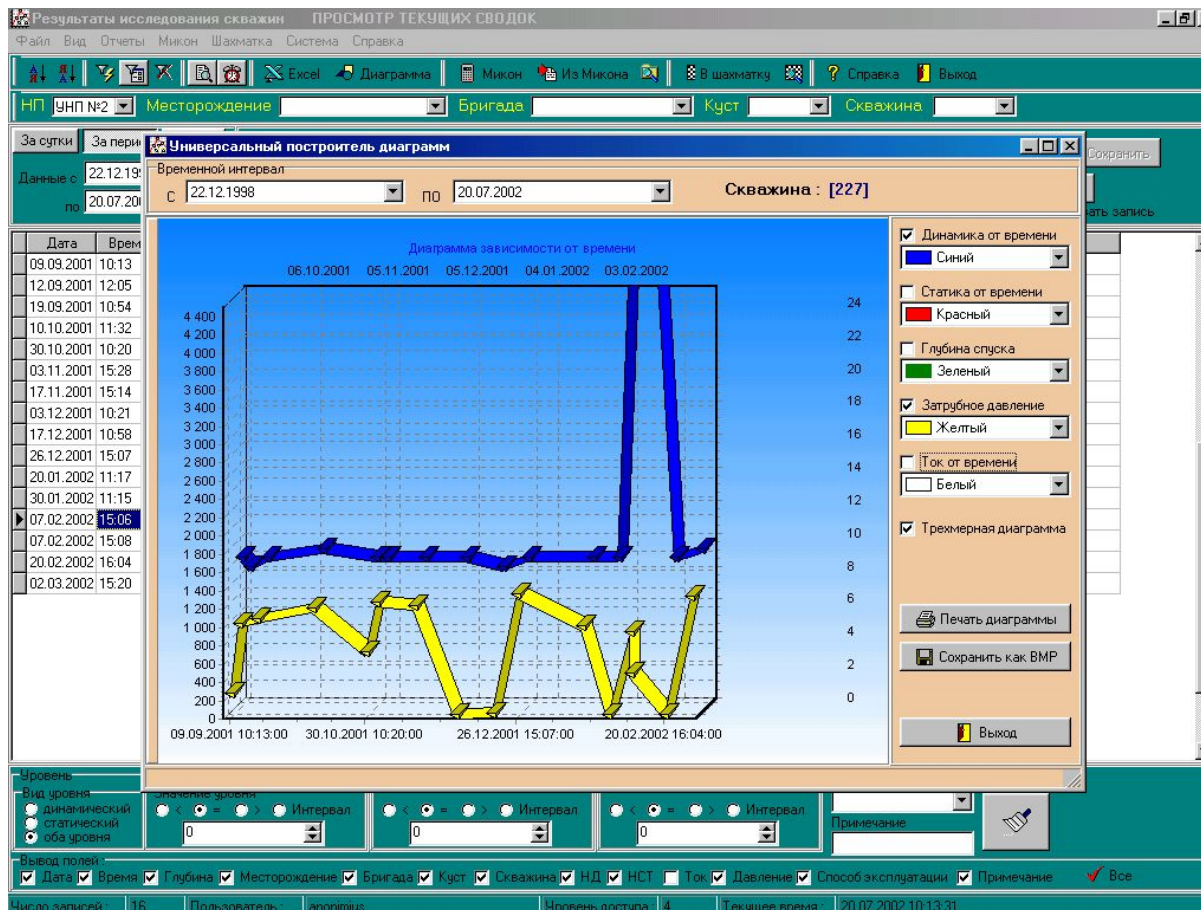 Результаты исследования скважин ПРОСМОТР ТЕКУЩИХ СВОДОК
Файл Вид Отчеты Микон Шахматка Система Справка
Excel Диаграмма Микон Из Микона В шахматку Справка Выход
НП УНП №2 Месторождение Бригада Куст Скважина
За сутки За пери
Данные с 22.12.19
по 20.07.20
Сохранить
ать запись
Универсальный построитель диаграмм
Временной интервал
С 22.12.1998 по 20.07.2002 Скважина : [227]
Дата Врем
09.09.2001 10:13
12.09.2001 12:05
19.09.2001 10:54
10.10.2001 11:32
30.10.2001 10:20
03.11.2001 15:28
17.11.2001 15:14
03.12.2001 10:21
17.12.2001 10:58
26.12.2001 15:07
20.01.2002 11:17
30.01.2002 11:15
07.02.2002 15:06
07.02.2002 15:08
20.02.2002 16:04
02.03.2002 15:20
Диаграмма зависимости от времени
06.10.2001 05.11.2001 05.12.2001 04.01.2002 03.02.2002
4 400
4 200
4 000
3 800
3 600
3 400
3 200
3 000
2 800
2 600
2 400
2 200
2 000
1 800
1 600
1 400
1 200
1 000
800
600
400
200
0
24
22
20
18
16
14
12
10
8
6
4
2
0
09.09.2001 10:13:00 30.10.2001 10:20:00 26.12.2001 15:07:00 20.02.2002 16:04:00
Динамика от времени
Синий
Статика от времени
Красный
Глубина спуска
Зеленый
Затрубное давление
Желтый
Ток от времени
Белый
Трехмерная диаграмма
Печать диаграммы
Сохранить как BMP
Выход
Уровень
Вид уровня
динамический
статический
оба уровня
Значение уровня
< = > Интервал
0
< = > Интервал
0
< = > Интервал
0
Примечание
Вывод полей :
Дата Время Глубина Месторождение Бригада Куст Скважина НД НСТ Ток Давление Способ эксплуатации Примечание Все
Число записей : 16 Пользователь : anonimius Уровень доступа : 4 Текущее время : 20.07.2002 10:13:31